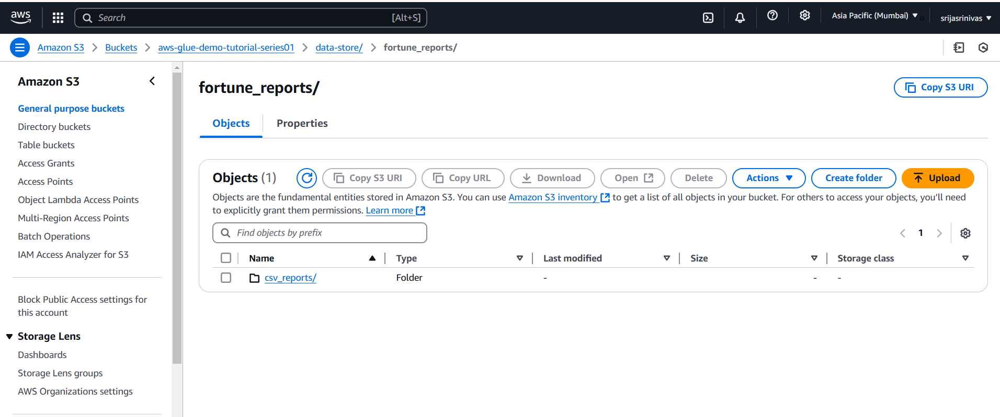 aws
Search [Alt+S]
Asia Pacific (Mumbai)
srijasrinivas
Amazon S3 > Buckets > aws-glue-demo-tutorial-series01 > data-store/ > fortune_reports/
Amazon S3
General purpose buckets
Directory buckets
Table buckets
Access Grants
Access Points
Object Lambda Access Points
Multi-Region Access Points
Batch Operations
IAM Access Analyzer for S3
Block Public Access settings for
this account
Storage Lens
Dashboards
Storage Lens groups
AWS Organizations settings
fortune_reports/
Copy S3 URI
Objects
Properties
Objects (1)
Copy S3 URI
Copy URL
Download
Open
Delete
Actions
Create folder
Upload
Objects are the fundamental entities stored in Amazon S3. You can use Amazon S3 inventory to get a list of all objects in your bucket. For others to access your objects, you'll need
to explicitly grant them permissions. Learn more
Find objects by prefix
1
Name Type Last modified Size Storage class
csv_reports/ Folder - - -